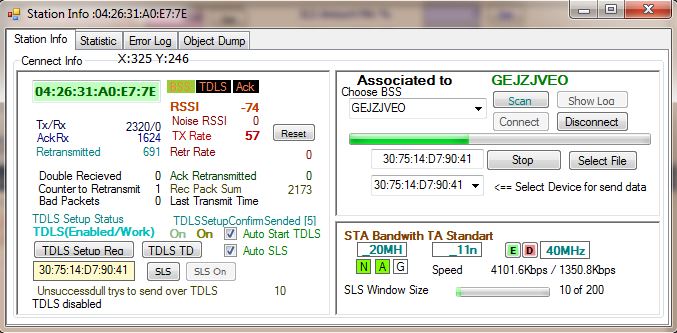 Station Info :04:26:31:A0:E7:7E
Station Info Statistic Error Log Object Dump
Cennect Info X:325 Y:246
04:26:31:A0:E7:7E BSS TDLS Ack
RSSI -74
Tx/Rx 2320/0 Noise RSSI 0
AckRx 1624 TX Rate 57 Reset
Retransmitted 691 Retr Rate 0
Double Recieved 0 Ack Retransmitted 0
Counter to Retransmit 1 Rec Pack Sum 2173
Bad Packets 0 Last Transmit Time
TDLS Setup Status TDLSSetupConfirmSended [5]
TDLS(Enabled/Work) On On Auto Start TDLS
TDLS Setup Req TDLS TD Auto SLS
30:75:14:D7:90:41 SLS SLS On
Unsuccessdull trys to send over TDLS 10
TDLS disabled
Associated to GEJZJVEO
Choose BSS
GEJZJVEO Scan Show Log
Connect Disconnect
30:75:14:D7:90:41 Stop Select File
30:75:14:D7:90:41 <== Select Device for send data
STA Bandwith TA Standart
_20MH _11n E D 40MHz
N A G Speed 4101.6Kbps / 1350.8Kbps
SLS Window Size 10 of 200